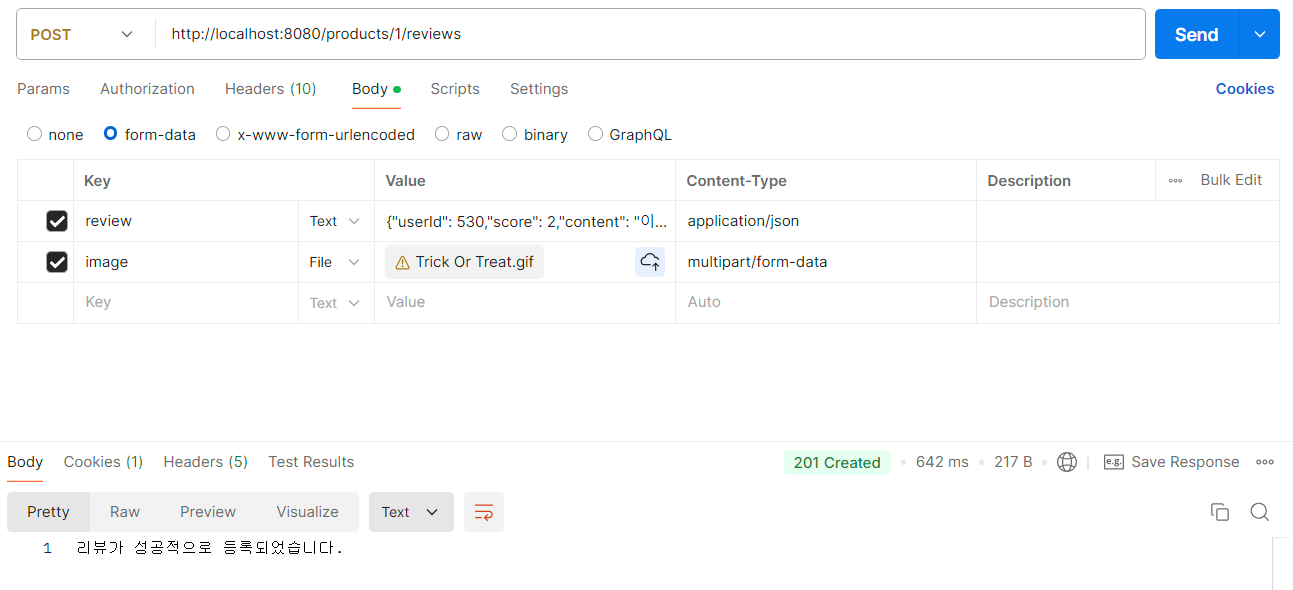 POST http://localhost:8080/products/1/reviews Send
Params Authorization Headers (10) Body Scripts Settings Cookies
none form-data x-www-form-urlencoded raw binary GraphQL
Key Value Content-Type Description Bulk Edit
review Text {"userId": 530,"score": 2,"content": "이... application/json
image File Trick Or Treat.gif multipart/form-data
Key Text Value Auto Description
Body Cookies (1) Headers (5) Test Results 201 Created 642 ms 217 B e.g. Save Response
Pretty Raw Preview Visualize Text
1 리뷰가 성공적으로 등록되었습니다.